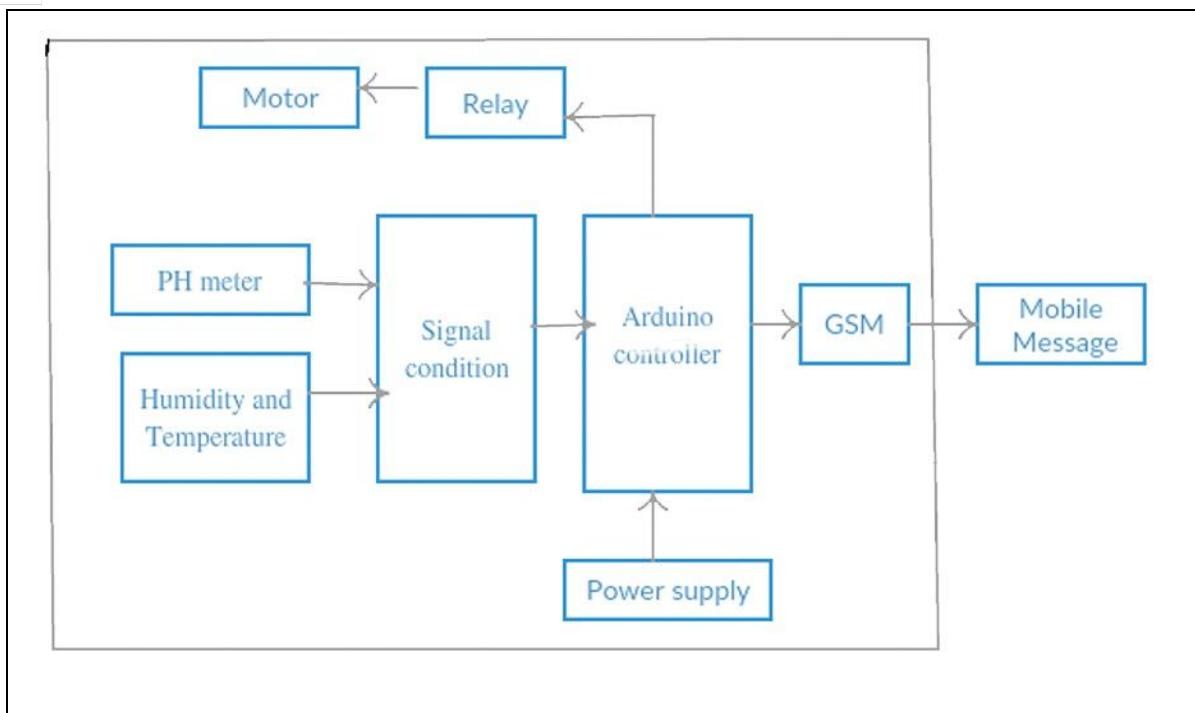 Motor
Relay
PH meter
Signal
condition
Arduino
controller
GSM
Mobile
Message
Humidity and
Temperature
Power supply